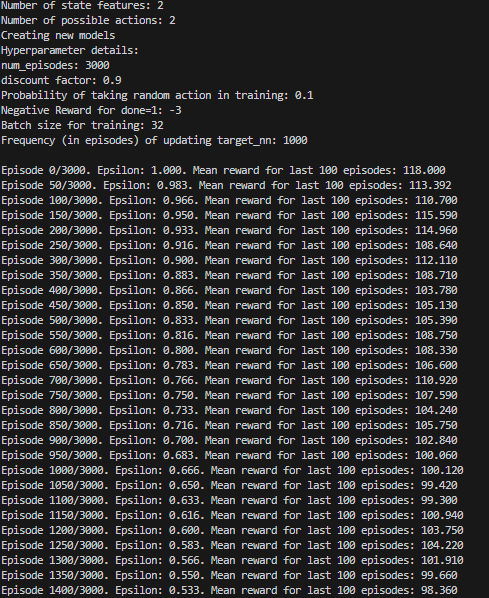 Number of state features: 2
Number of possible actions: 2
Creating new models
Hyperparameter details:
num_episodes: 3000
discount factor: 0.9
Probability of taking random action in training: 0.1
Negative Reward for done=1: -3
Batch size for training: 32
Frequency (in episodes) of updating target_nn: 1000
Episode 0/3000. Epsilon: 1.000. Mean reward for last 100 episodes: 118.000
Episode 50/3000. Epsilon: 0.983. Mean reward for last 100 episodes: 113.392
Episode 100/3000. Epsilon: 0.966. Mean reward for last 100 episodes: 110.700
Episode 150/3000. Epsilon: 0.950. Mean reward for last 100 episodes: 115.590
Episode 200/3000. Epsilon: 0.933. Mean reward for last 100 episodes: 114.960
Episode 250/3000. Epsilon: 0.916. Mean reward for last 100 episodes: 108.640
Episode 300/3000. Epsilon: 0.900. Mean reward for last 100 episodes: 112.110
Episode 350/3000. Epsilon: 0.883. Mean reward for last 100 episodes: 108.710
Episode 400/3000. Epsilon: 0.866. Mean reward for last 100 episodes: 103.780
Episode 450/3000. Epsilon: 0.850. Mean reward for last 100 episodes: 105.130
Episode 500/3000. Epsilon: 0.833. Mean reward for last 100 episodes: 105.390
Episode 550/3000. Epsilon: 0.816. Mean reward for last 100 episodes: 108.750
Episode 600/3000. Epsilon: 0.800. Mean reward for last 100 episodes: 108.330
Episode 650/3000. Epsilon: 0.783. Mean reward for last 100 episodes: 106.600
Episode 700/3000. Epsilon: 0.766. Mean reward for last 100 episodes: 110.920
Episode 750/3000. Epsilon: 0.750. Mean reward for last 100 episodes: 107.590
Episode 800/3000. Epsilon: 0.733. Mean reward for last 100 episodes: 104.240
Episode 850/3000. Epsilon: 0.716. Mean reward for last 100 episodes: 105.750
Episode 900/3000. Epsilon: 0.700. Mean reward for last 100 episodes: 102.840
Episode 950/3000. Epsilon: 0.683. Mean reward for last 100 episodes: 100.060
Episode 1000/3000. Epsilon: 0.666. Mean reward for last 100 episodes: 100.120
Episode 1050/3000. Epsilon: 0.650. Mean reward for last 100 episodes: 99.420
Episode 1100/3000. Epsilon: 0.633. Mean reward for last 100 episodes: 99.300
Episode 1150/3000. Epsilon: 0.616. Mean reward for last 100 episodes: 100.940
Episode 1200/3000. Epsilon: 0.600. Mean reward for last 100 episodes: 103.750
Episode 1250/3000. Epsilon: 0.583. Mean reward for last 100 episodes: 104.220
Episode 1300/3000. Epsilon: 0.566. Mean reward for last 100 episodes: 101.910
Episode 1350/3000. Epsilon: 0.550. Mean reward for last 100 episodes: 99.660
Episode 1400/3000. Epsilon: 0.533. Mean reward for last 100 episodes: 98.360